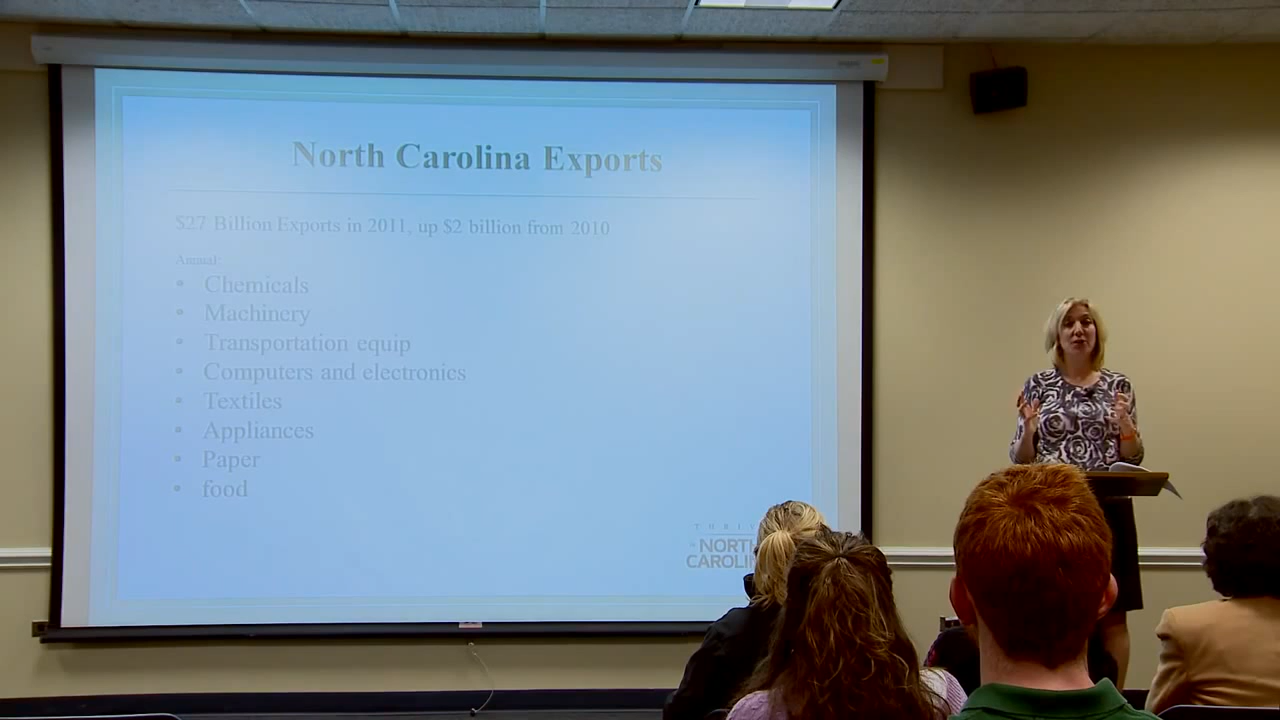 North Carolina Exports
$27 Billion Exports in 2011, up $2 billion from 2010
Annual:
• Chemicals
• Machinery
• Transportation equip
• Computers and electronics
• Textiles
• Appliances
• Paper
• food
NORTH